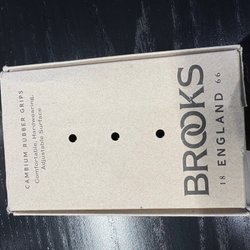 CAMBIUM RUBBER GRIPS
Comfortable, Hardwearing,
Adjustable Surface
BROOKS
18 ENGLAND 66